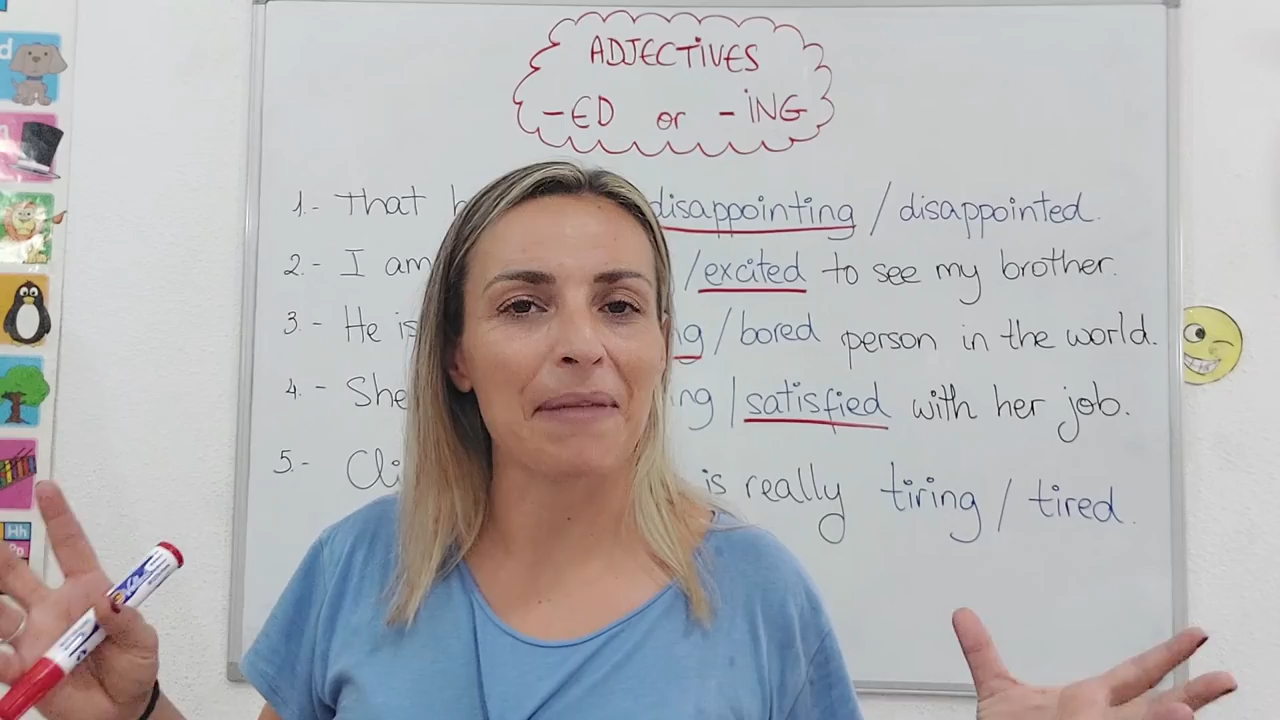 ADJECTIVES
-ED or -ING
1.- That disappointing / disappointed.
2.- I am / excited to see my brother.
3.- He is / bored person in the world.
4.- She / satisfied with her job.
5.- is really tiring / tired.